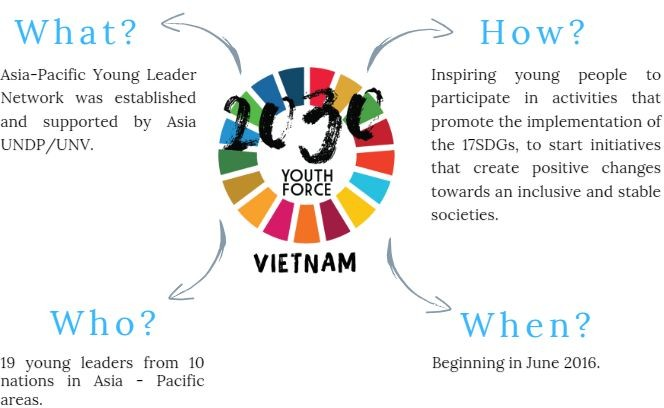 What?
Asia-Pacific Young Leader
Network was established
and supported by Asia
UNDP/UNV.
How?
Inspiring young people to
participate in activities that
promote the implementation of
the 17SDGs, to start initiatives
that create positive changes
towards an inclusive and stable
societies.
2030
YOUTH
FORCE
VIETNAM
Who?
19 young leaders from 10
nations in Asia - Pacific
areas.
When?
Beginning in June 2016.